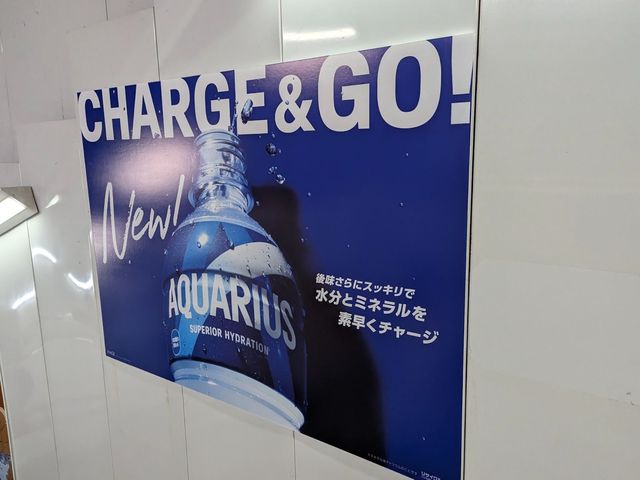 CHARGE&GO!
New!
AQUARIUS
SUPERIOR HYDRATION
後味さらにスッキリで
水分とミネラルを
素早くチャージ